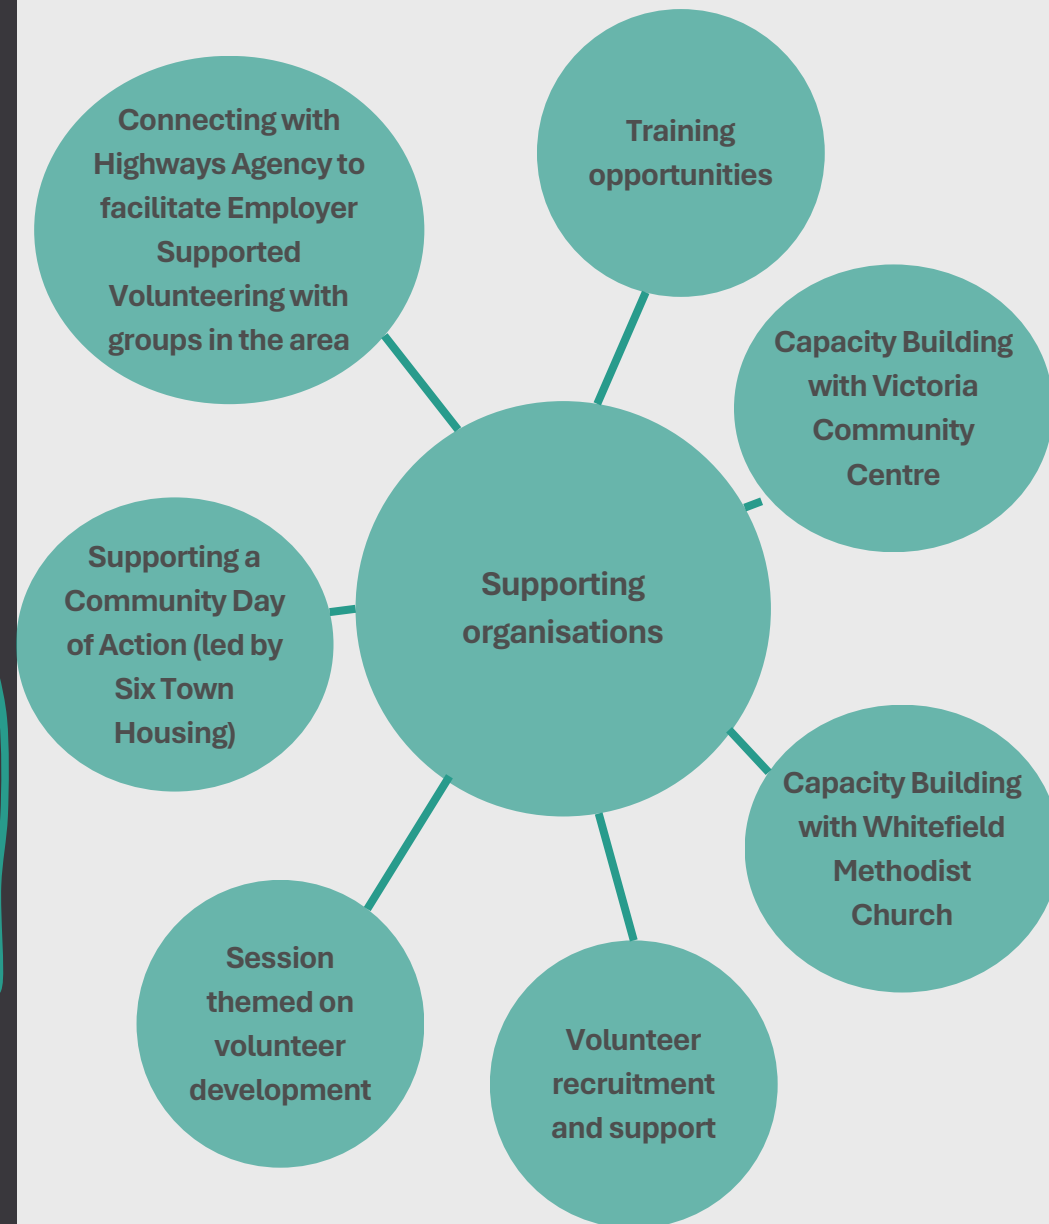 Connecting with
Highways Agency to
facilitate Employer
Supported
Volunteering with
groups in the area
Training
opportunities
Capacity Building
with Victoria
Community
Centre
Supporting
organisations
Supporting a
Community Day
of Action (led by
Six Town
Housing)
Capacity Building
with Whitefield
Methodist
Church
Session
themed on
volunteer
development
Volunteer
recruitment
and support